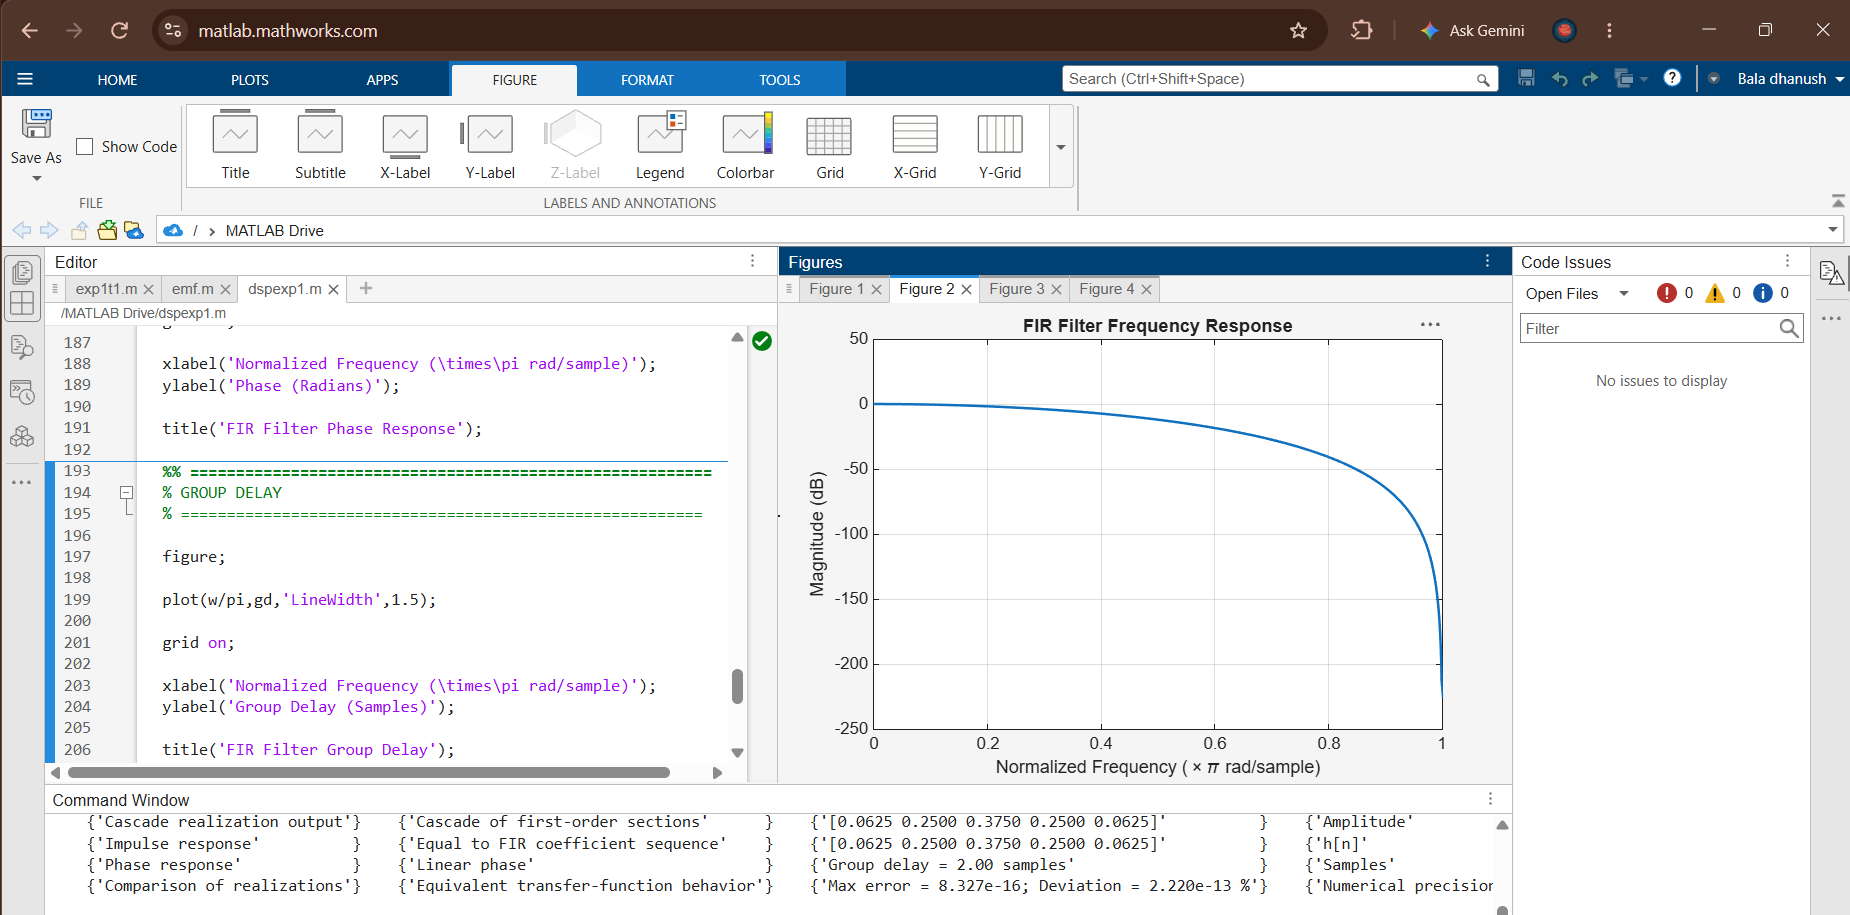 matlab.mathworks.com
Ask Gemini
HOME PLOTS APPS FIGURE FORMAT TOOLS
Search (Ctrl+Shift+Space)
Bala dhanush
Save As
Show Code
Title Subtitle X-Label Y-Label Z-Label Legend Colorbar Grid X-Grid Y-Grid
FILE
LABELS AND ANNOTATIONS
/ > MATLAB Drive
Editor
exp1t1.m emf.m dspexp1.m
/MATLAB Drive/dspexp1.m
187
188 xlabel('Normalized Frequency (\times\pi rad/sample)');
189 ylabel('Phase (Radians)');
190
191 title('FIR Filter Phase Response');
192
193 %% =========================================================
194 % GROUP DELAY
195 % =========================================================
196
197 figure;
198
199 plot(w/pi,gd,'LineWidth',1.5);
200
201 grid on;
202
203 xlabel('Normalized Frequency (\times\pi rad/sample)');
204 ylabel('Group Delay (Samples)');
205
206 title('FIR Filter Group Delay');
Figures
Figure 1 Figure 2 Figure 3 Figure 4
FIR Filter Frequency Response
50
0
-50
-100
-150
-200
-250
Magnitude (dB)
0 0.2 0.4 0.6 0.8 1
Normalized Frequency ( × π rad/sample)
Code Issues
Open Files 0 0 0
Filter
No issues to display
Command Window
{'Cascade realization output'} {'Cascade of first-order sections' } {'[0.0625 0.2500 0.3750 0.2500 0.0625]' } {'Amplitude'
{'Impulse response' } {'Equal to FIR coefficient sequence' } {'[0.0625 0.2500 0.3750 0.2500 0.0625]' } {'h[n]'
{'Phase response' } {'Linear phase' } {'Group delay = 2.00 samples' } {'Samples'
{'Comparison of realizations'} {'Equivalent transfer-function behavior'} {'Max error = 8.327e-16; Deviation = 2.220e-13 %'} {'Numerical precision